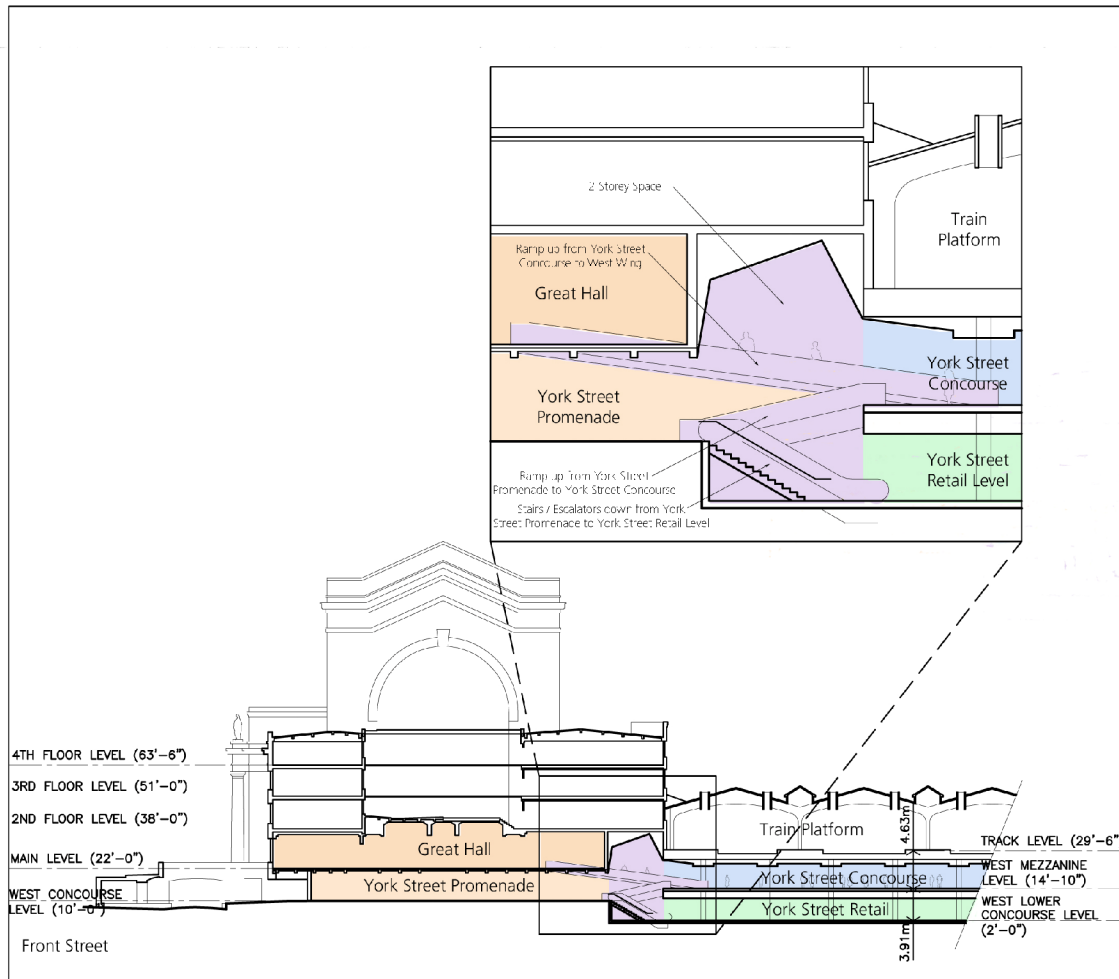 2 Storey Space
Train
Platform
Ramp up from York Street
Concourse to West Wing
Great Hall
York Street
Concourse
York Street
Promenade
York Street
Retail Level
Ramp up from York Street
Promenade to York Street Concourse
Stairs / Escalators down from York
Street Promenade to York Street Retail Level
4TH FLOOR LEVEL (63'-6")
3RD FLOOR LEVEL (51'-0")
2ND FLOOR LEVEL (38'-0")
MAIN LEVEL (22'-0")
WEST CONCOURSE
LEVEL (10'-0")
Front Street
Great Hall
York Street Promenade
Train Platform
4.63m
York Street Concourse
York Street Retail
3.91m
TRACK LEVEL (29'-6")
WEST MEZZANINE
LEVEL (14'-10")
WEST LOWER
CONCOURSE LEVEL
(2'-0")